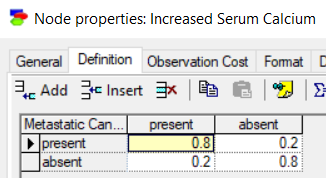 Node properties: Increased Serum Calcium
General Definition Observation Cost Format D
Add Insert Σ
Metastatic Can... present absent
present 0.8 0.2
absent 0.2 0.8